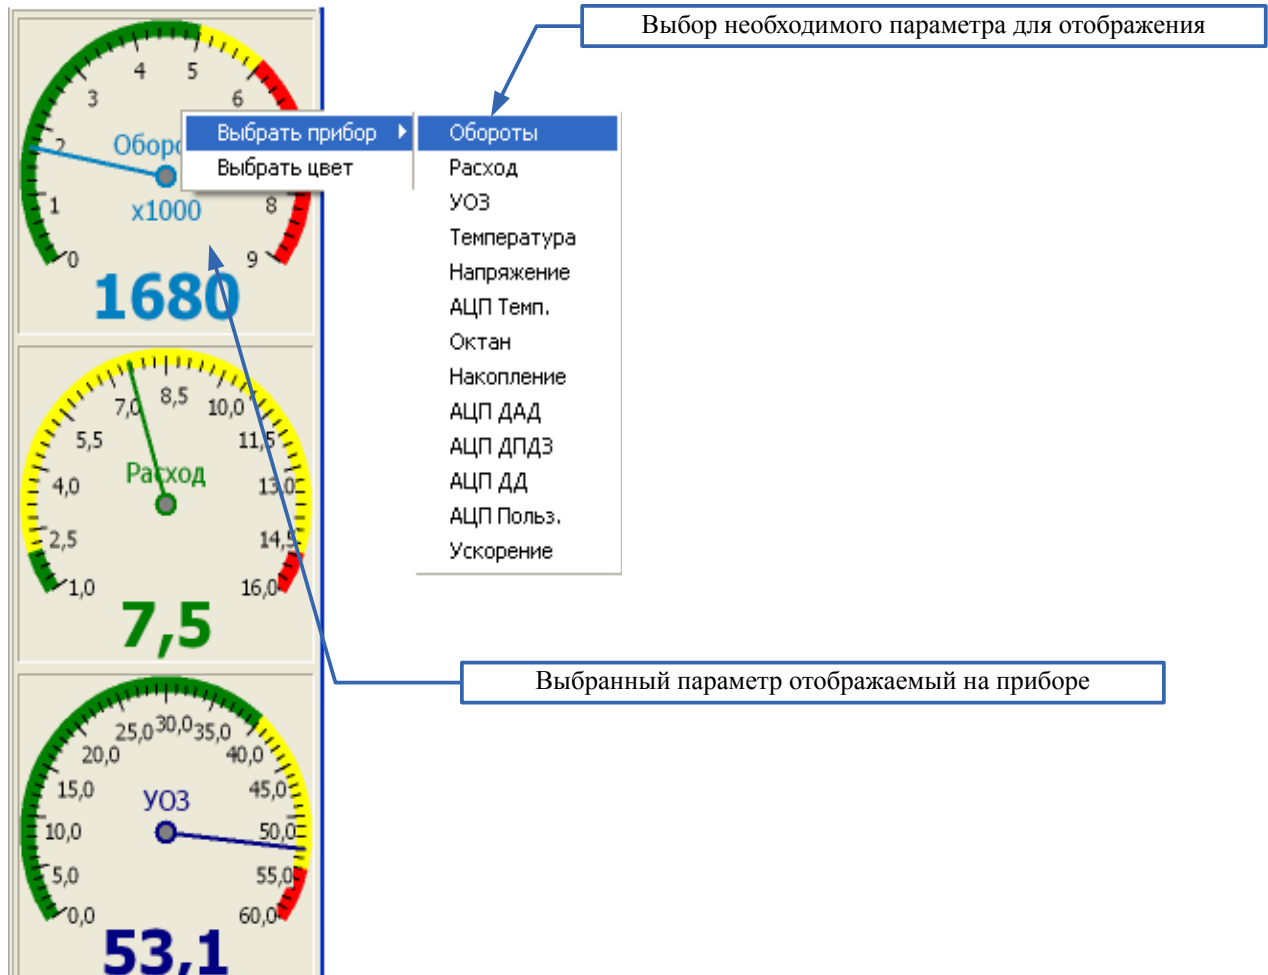 Выбор необходимого параметра для отображения
4 5
3 6
Выбрать прибор Обороты
2 Оборо
Выбрать цвет Расход
1 x1000 8
УОЗ
0 9
Температура
1680
Напряжение
АЦП Темп.
Октан
Накопление
АЦП ДАД
АЦП ДПДЗ
АЦП ДД
АЦП Польз.
Ускорение
7,0 8,5 10,0
5,5 11,5
Расход
4,0 13,0
2,5 14,5
1,0 16,0
7,5
Выбранный параметр отображаемый на приборе
25,0 30,0 35,0
20,0 40,0
15,0 УОЗ 45,0
10,0 50,0
5,0 55,0
0,0 60,0
53,1